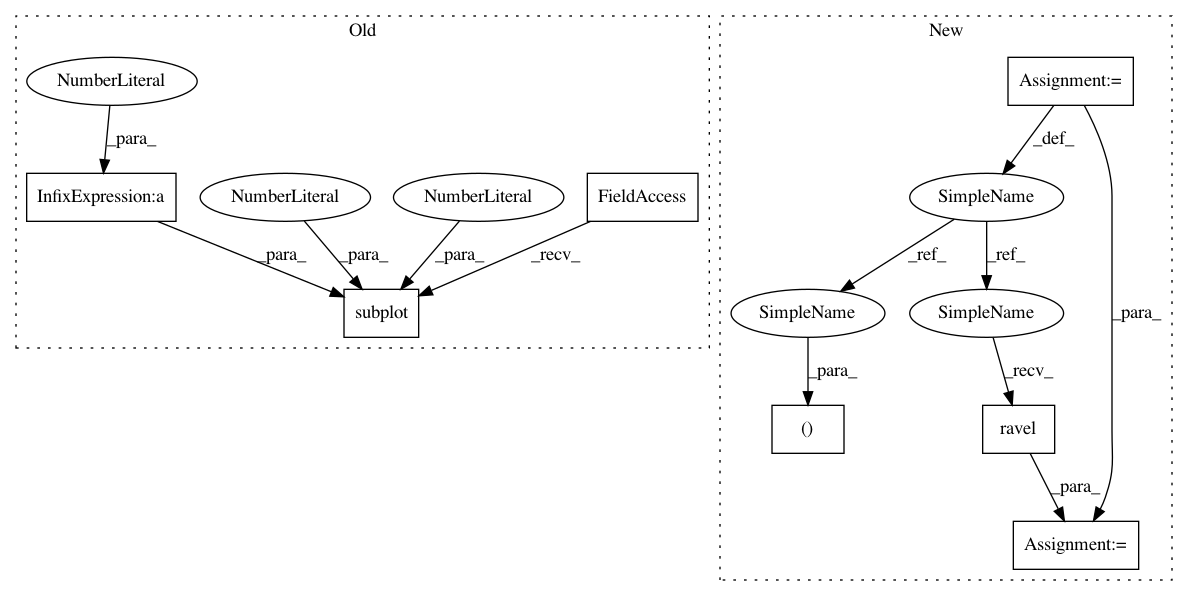 Old
New
NumberLiteral
Assignment:=
_para_
_def_
InfixExpression:a
NumberLiteral
NumberLiteral
FieldAccess
SimpleName
_para_
_para_
_para_
_recv_
_ref_
_ref_
subplot
SimpleName
SimpleName
_para_
_para_
_recv_
()
ravel
_para_
Assignment:=